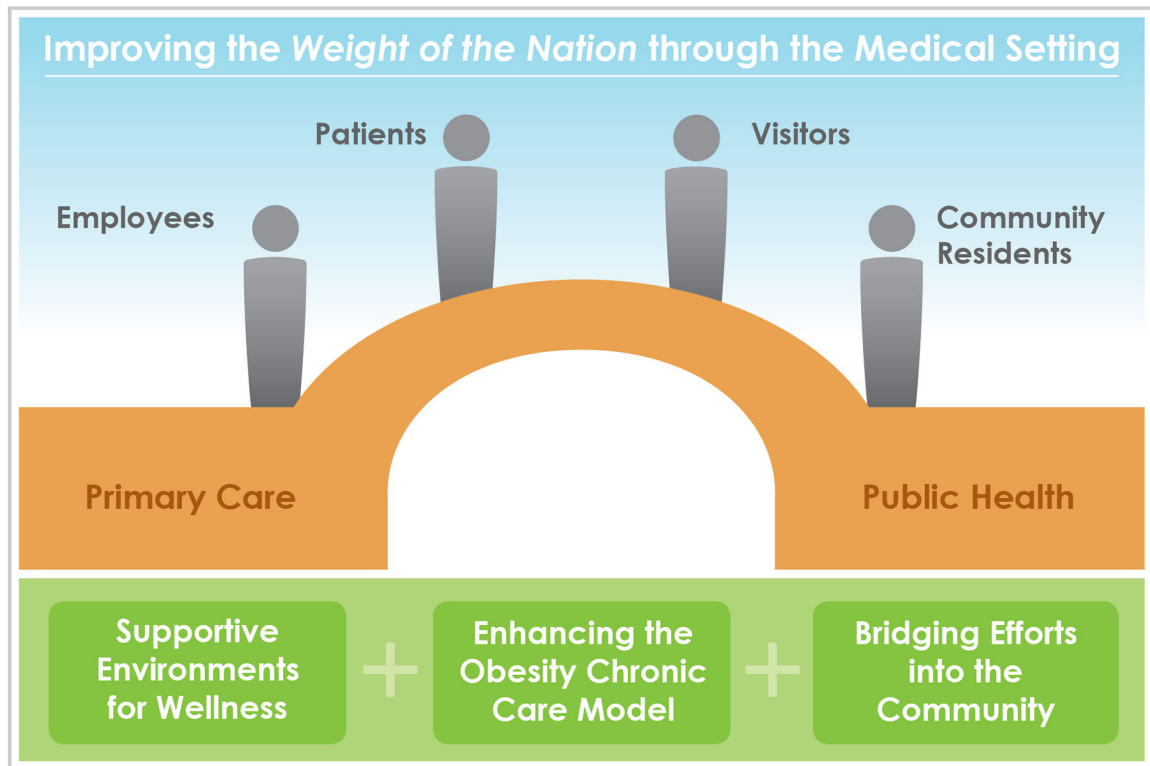 Improving the Weight of the Nation through the Medical Setting
Patients
Visitors
Employees
Community
Residents
Primary Care
Public Health
Supportive
Environments
for Wellness
+
Enhancing the
Obesity Chronic
Care Model
+
Bridging Efforts
into the
Community